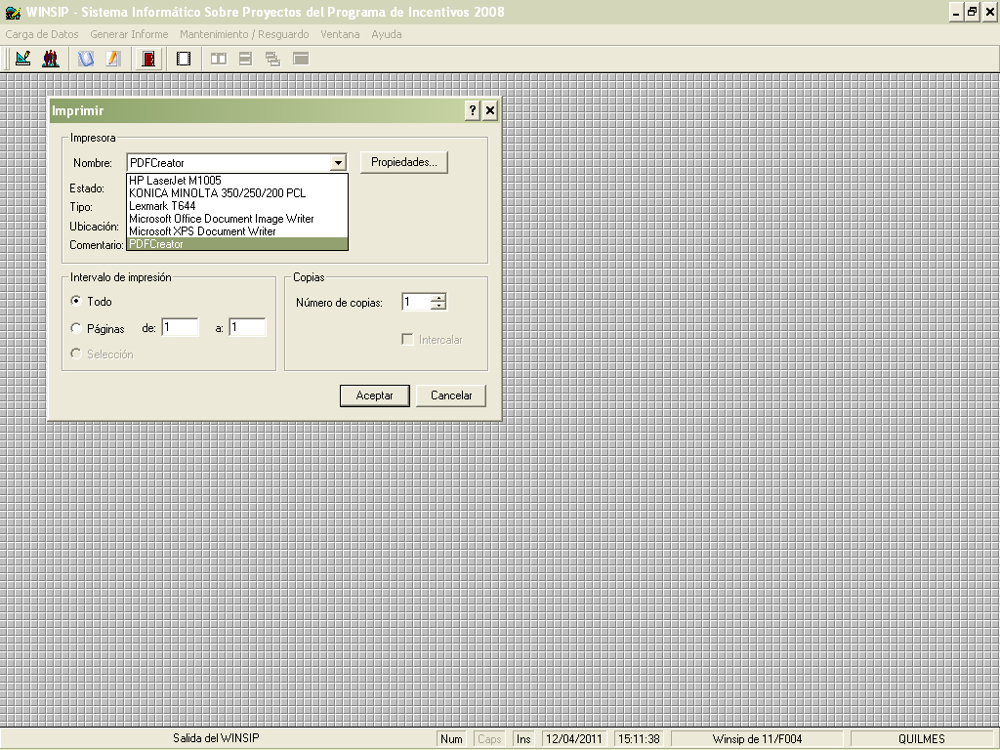 WINSIP - Sistema Informático Sobre Proyectos del Programa de Incentivos 2008
Carga de Datos Generar Informe Mantenimiento / Resguardo Ventana Ayuda
Imprimir
Impresora
Nombre: PDFCreator Propiedades...
HP LaserJet M1005
Estado:
KONICA MINOLTA 350/250/200 PCL
Tipo: Lexmark T644
Microsoft Office Document Image Writer
Ubicación:
Microsoft XPS Document Writer
Comentario: PDFCreator
Intervalo de impresión
Copias
Todo
Número de copias: 1
Páginas de: 1 a: 1
Intercalar
Selección
Aceptar Cancelar
Salida del WINSIP Num Caps Ins 12/04/2011 15:11:38 Winsip de 11/F004 QUILMES